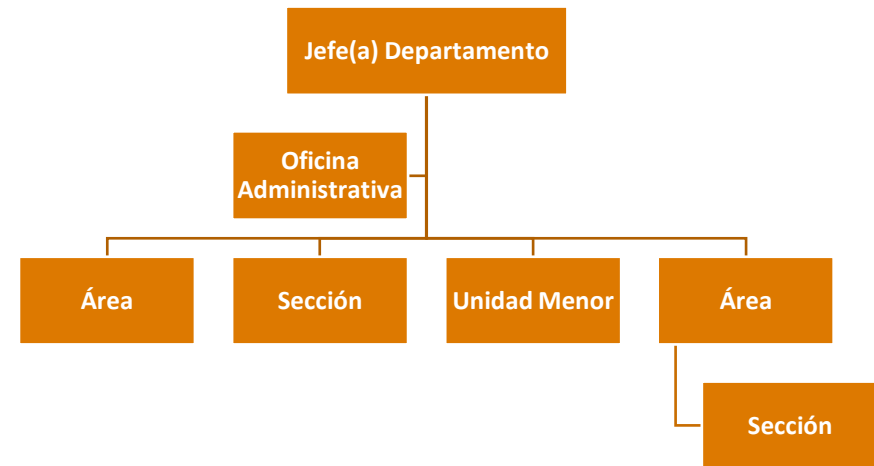 Jefe(a) Departamento
Oficina
Administrativa
Área
Sección
Unidad Menor
Área
Sección